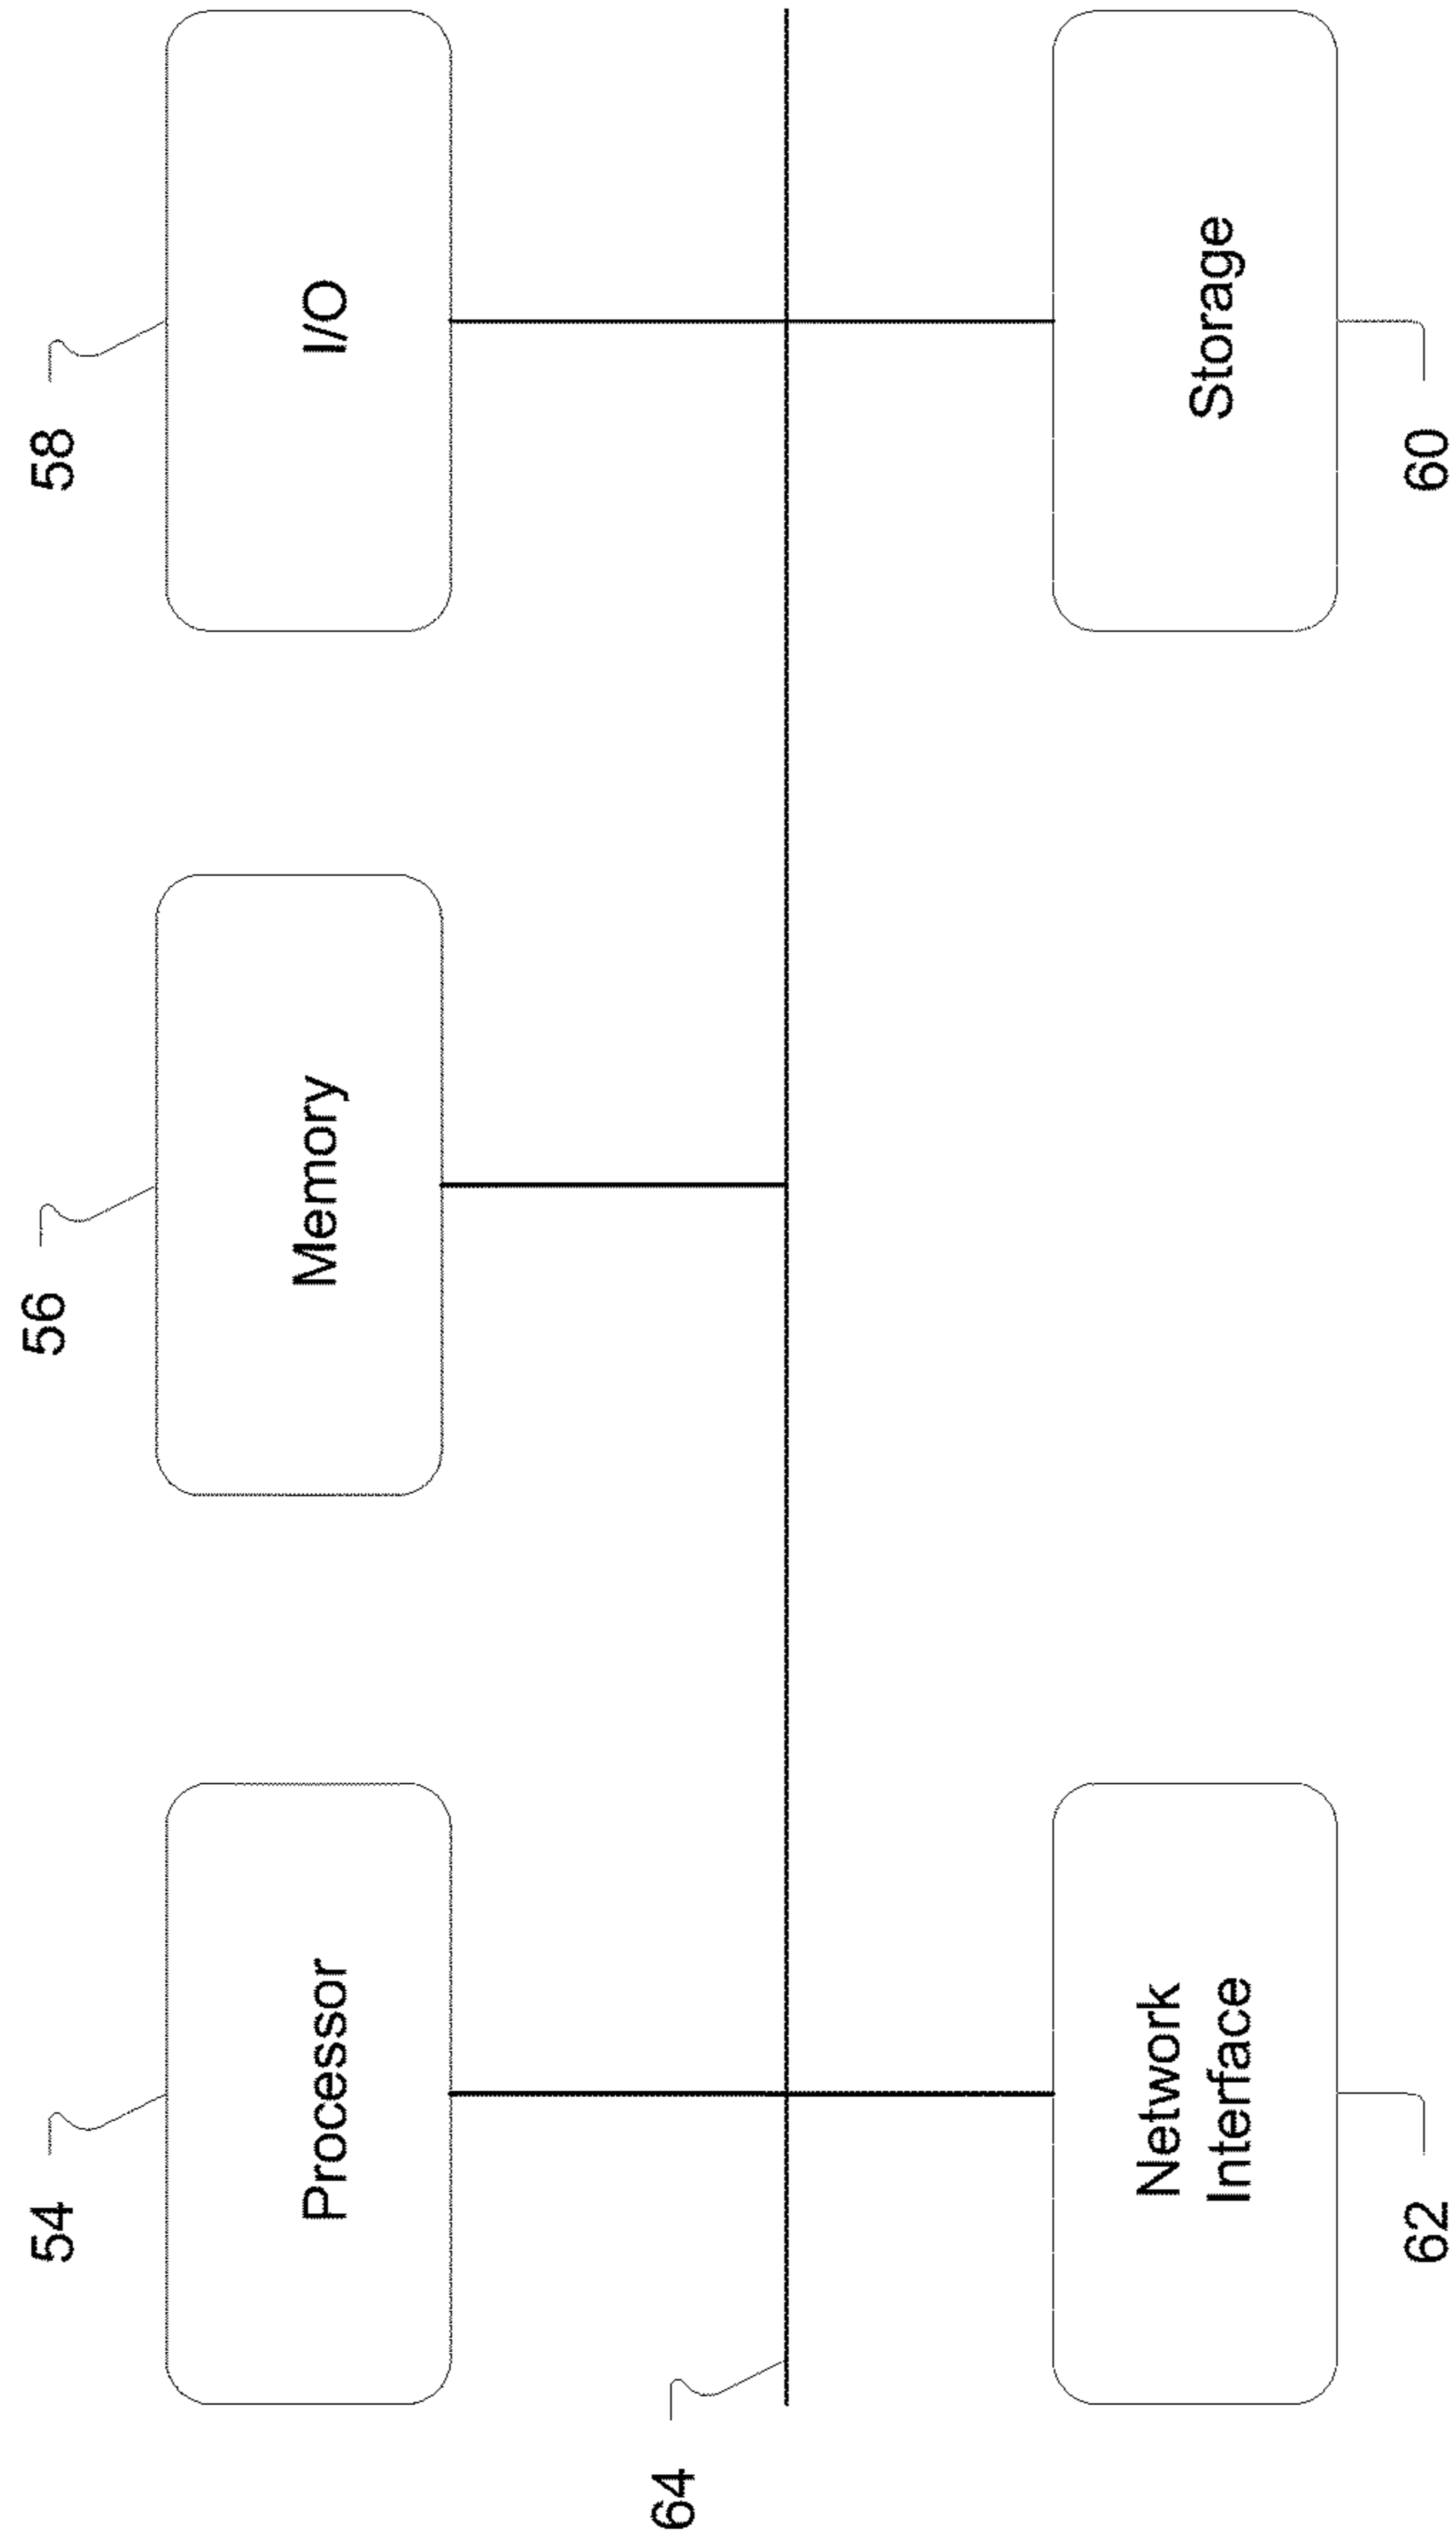 54
56
58
Processor
Memory
I/O
64
Network
Interface
Storage
62
60